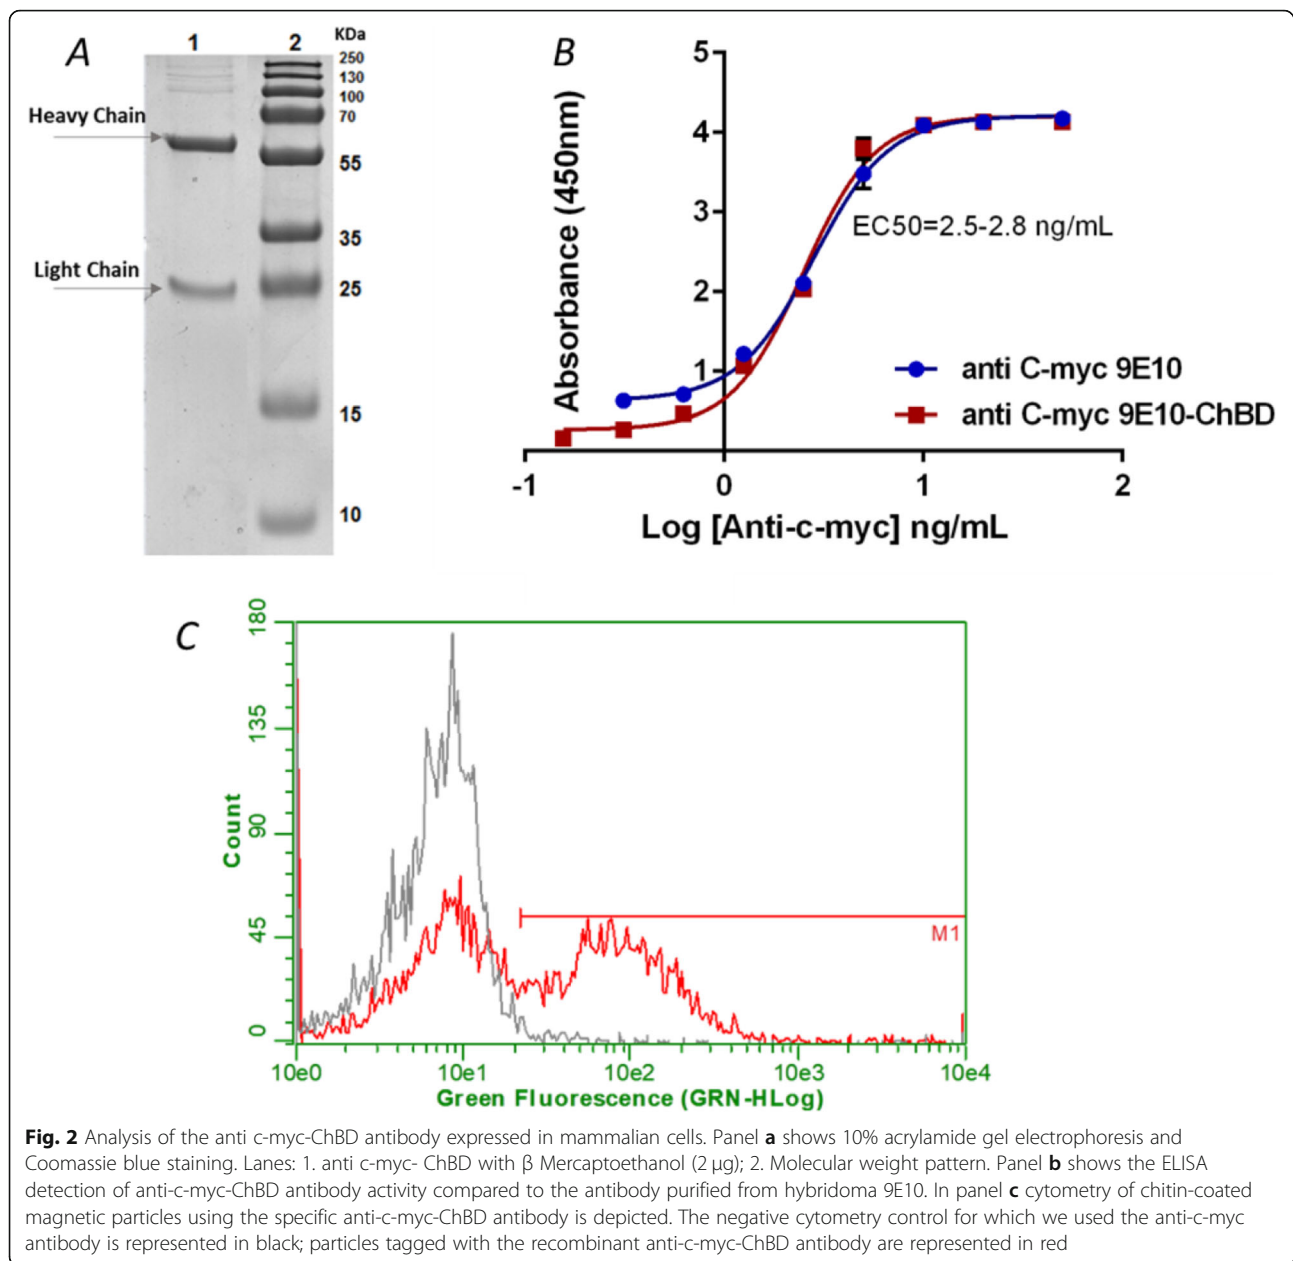 A
1
2
KDa
250
130
100
70
55
35
25
15
10
Heavy Chain
Light Chain
B
5
4
3
2
1
Absorbance (450nm)
EC50=2.5-2.8 ng/mL
anti C-myc 9E10
anti C-myc 9E10-ChBD
-1 0 1 2
Log [Anti-c-myc] ng/mL
C
180
135
90
45
0
Count
M1
10e0 10e1 10e2 10e3 10e4
Green Fluorescence (GRN-HLog)
Fig. 2 Analysis of the anti c-myc-ChBD antibody expressed in mammalian cells. Panel a shows 10% acrylamide gel electrophoresis and
Coomassie blue staining. Lanes: 1. anti c-myc- ChBD with β Mercaptoethanol (2 μg); 2. Molecular weight pattern. Panel b shows the ELISA
detection of anti-c-myc-ChBD antibody activity compared to the antibody purified from hybridoma 9E10. In panel c cytometry of chitin-coated
magnetic particles using the specific anti-c-myc-ChBD antibody is depicted. The negative cytometry control for which we used the anti-c-myc
antibody is represented in black; particles tagged with the recombinant anti-c-myc-ChBD antibody are represented in red